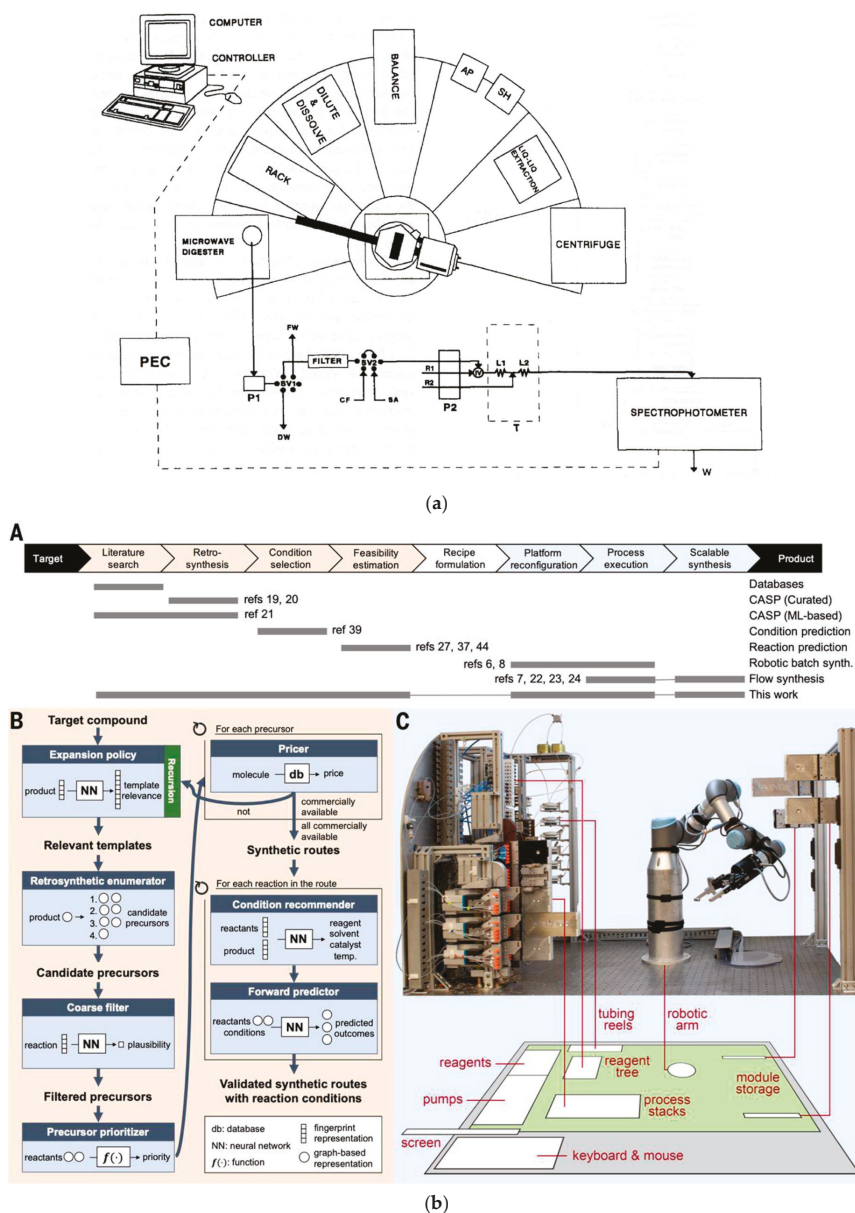 COMPUTER
CONTROLLER
BALANCE
AP
SH
DILUTE
&
DISSOLVE
RACK
LIQ-LIQ
EXTRACTION
MICROWAVE
DIGESTER
CENTRIFUGE
PEC
FW
FILTER
P1
SV1
SV2
DW
CF
SA
R1
R2
P2
IV
L1
L2
T
SPECTROPHOTOMETER
W
(a)
A
Target
Literature
search
Retro-
synthesis
Condition
selection
Feasibility
estimation
Recipe
formulation
Platform
reconfiguration
Process
execution
Scalable
synthesis
Product
Databases
refs 19, 20
CASP (Curated)
ref 21
CASP (ML-based)
ref 39
Condition prediction
refs 27, 37, 44
Reaction prediction
refs 6, 8
Robotic batch synth.
refs 7, 22, 23, 24
Flow synthesis
This work
B
Target compound
Expansion policy
product
NN
template
relevance
Recursion
Relevant templates
Retrosynthetic enumerator
product
1.
2.
3.
4.
candidate
precursors
Candidate precursors
Coarse filter
reaction
NN
plausibility
Filtered precursors
Precursor prioritizer
reactants
f(·)
priority
For each precursor
Pricer
molecule
db
price
not
commercially
available
all commercially
available
Synthetic routes
For each reaction in the route
Condition recommender
reactants
product
NN
reagent
solvent
catalyst
temp.
Forward predictor
reactants
conditions
NN
predicted
outcomes
Validated synthetic routes
with reaction conditions
db: database
NN: neural network
f(·): function
fingerprint
representation
graph-based
representation
C
tubing
reels
robotic
arm
reagents
reagent
tree
module
storage
pumps
process
stacks
screen
keyboard & mouse
(b)